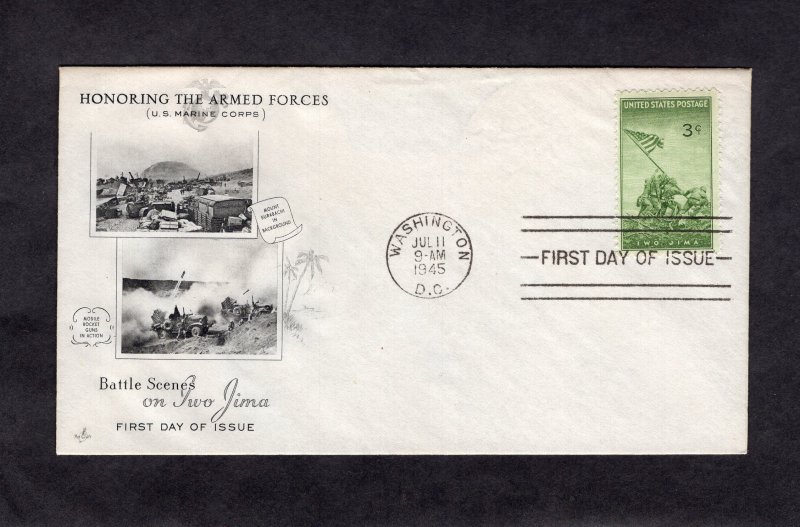 HONORING THE ARMED FORCES
(U.S. MARINE CORPS)
MOUNT
SURABACHI
IN
BACKGROUND
MOBILE
ROCKET
GUNS
IN ACTION
Battle Scenes
on Iwo Jima
FIRST DAY OF ISSUE
WASHINGTON
JUL 11
9-AM
1945
D.C.
UNITED STATES POSTAGE
3¢
IWO JIMA
FIRST DAY OF ISSUE